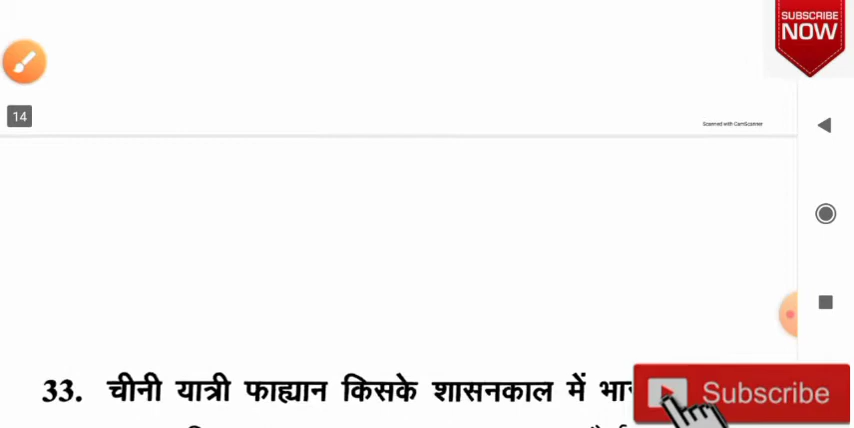 SUBSCRIBE
NOW
14
Scanned with CamScanner
33. चीनी यात्री फाह्यान किसके शासनकाल में
Subscribe